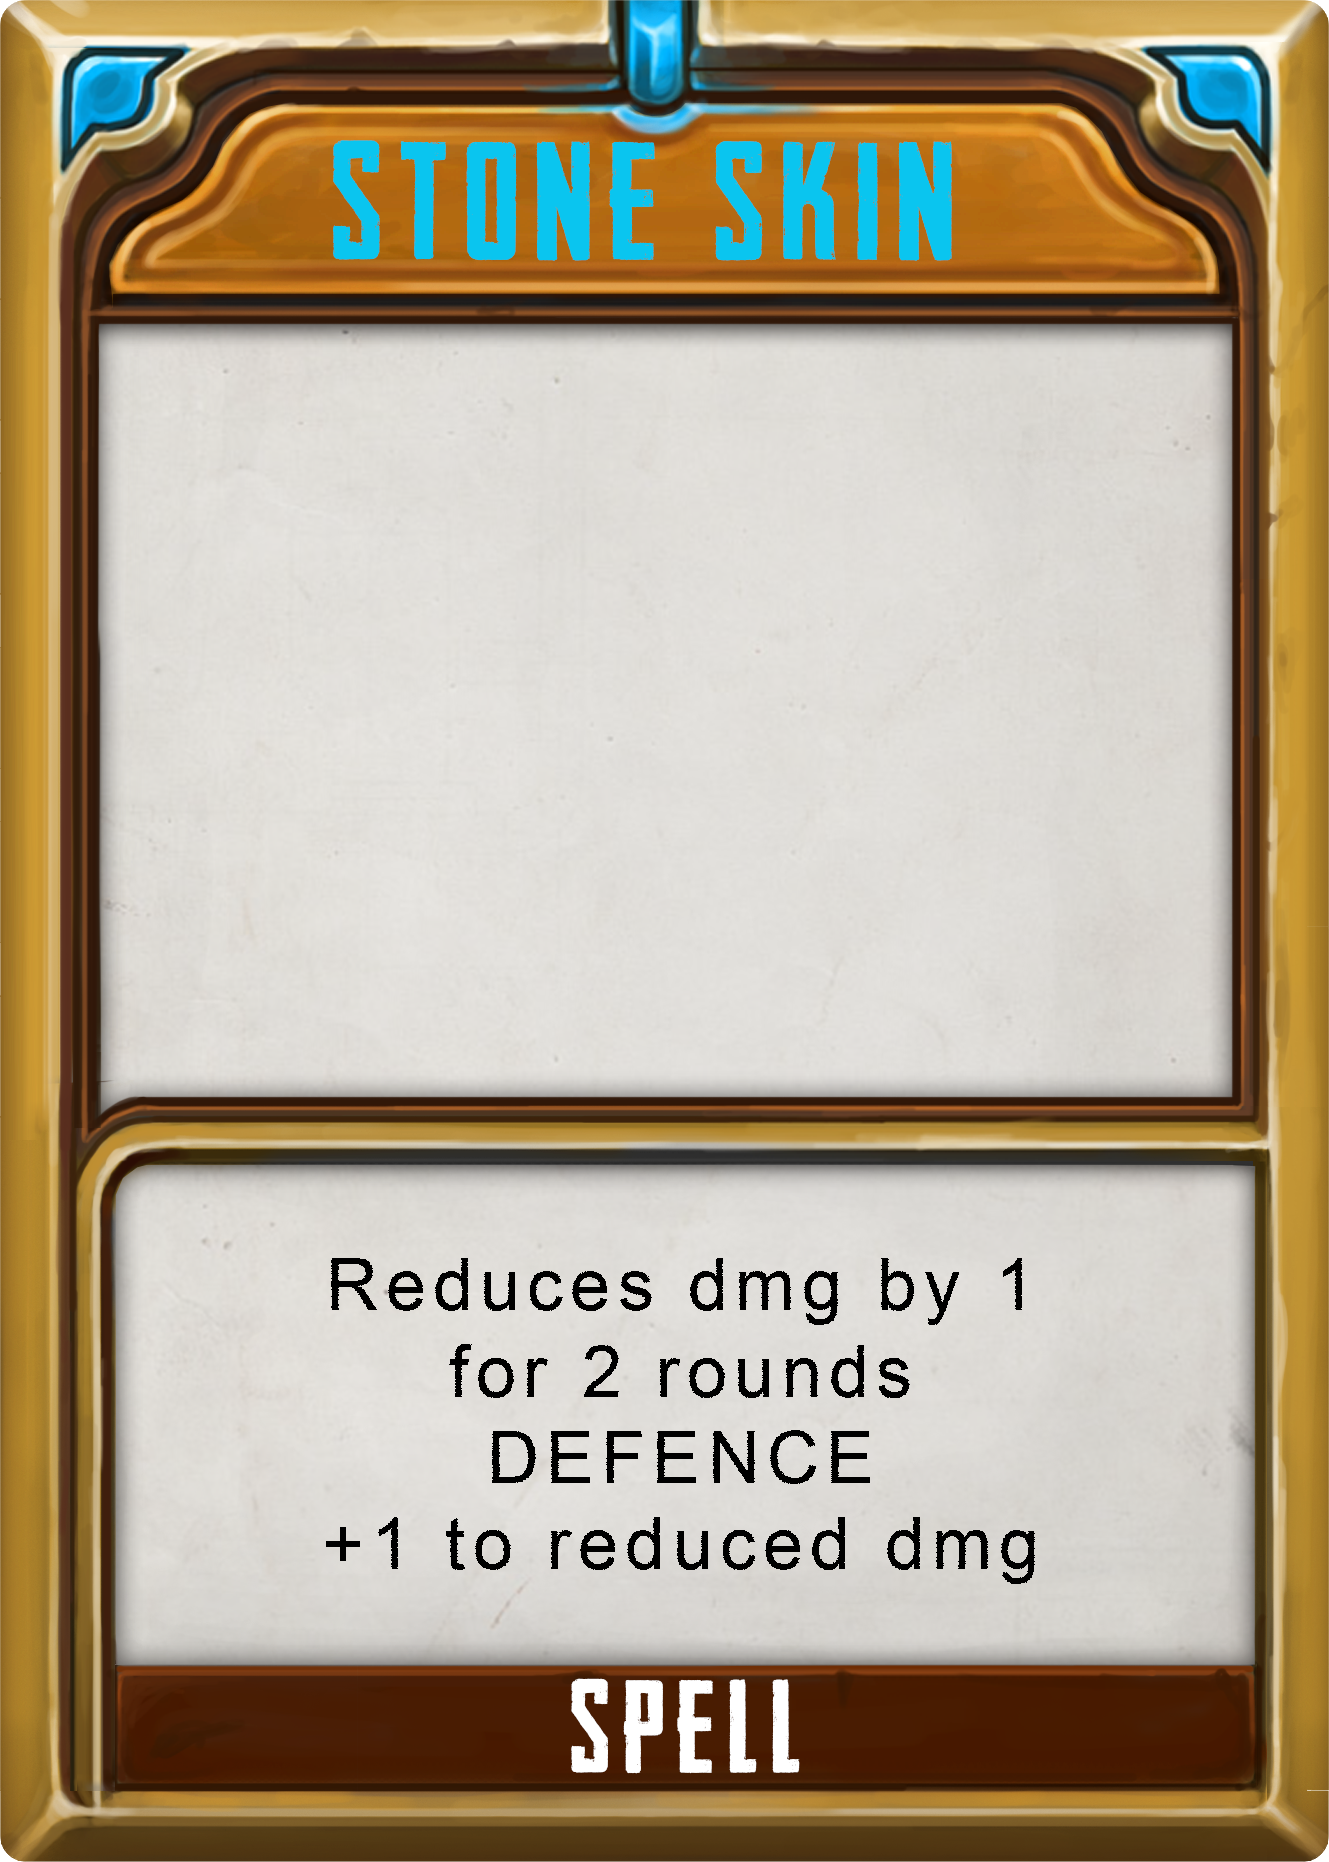 STONE SKIN
Reduces dmg by 1
for 2 rounds
DEFENCE
+1 to reduced dmg
SPELL